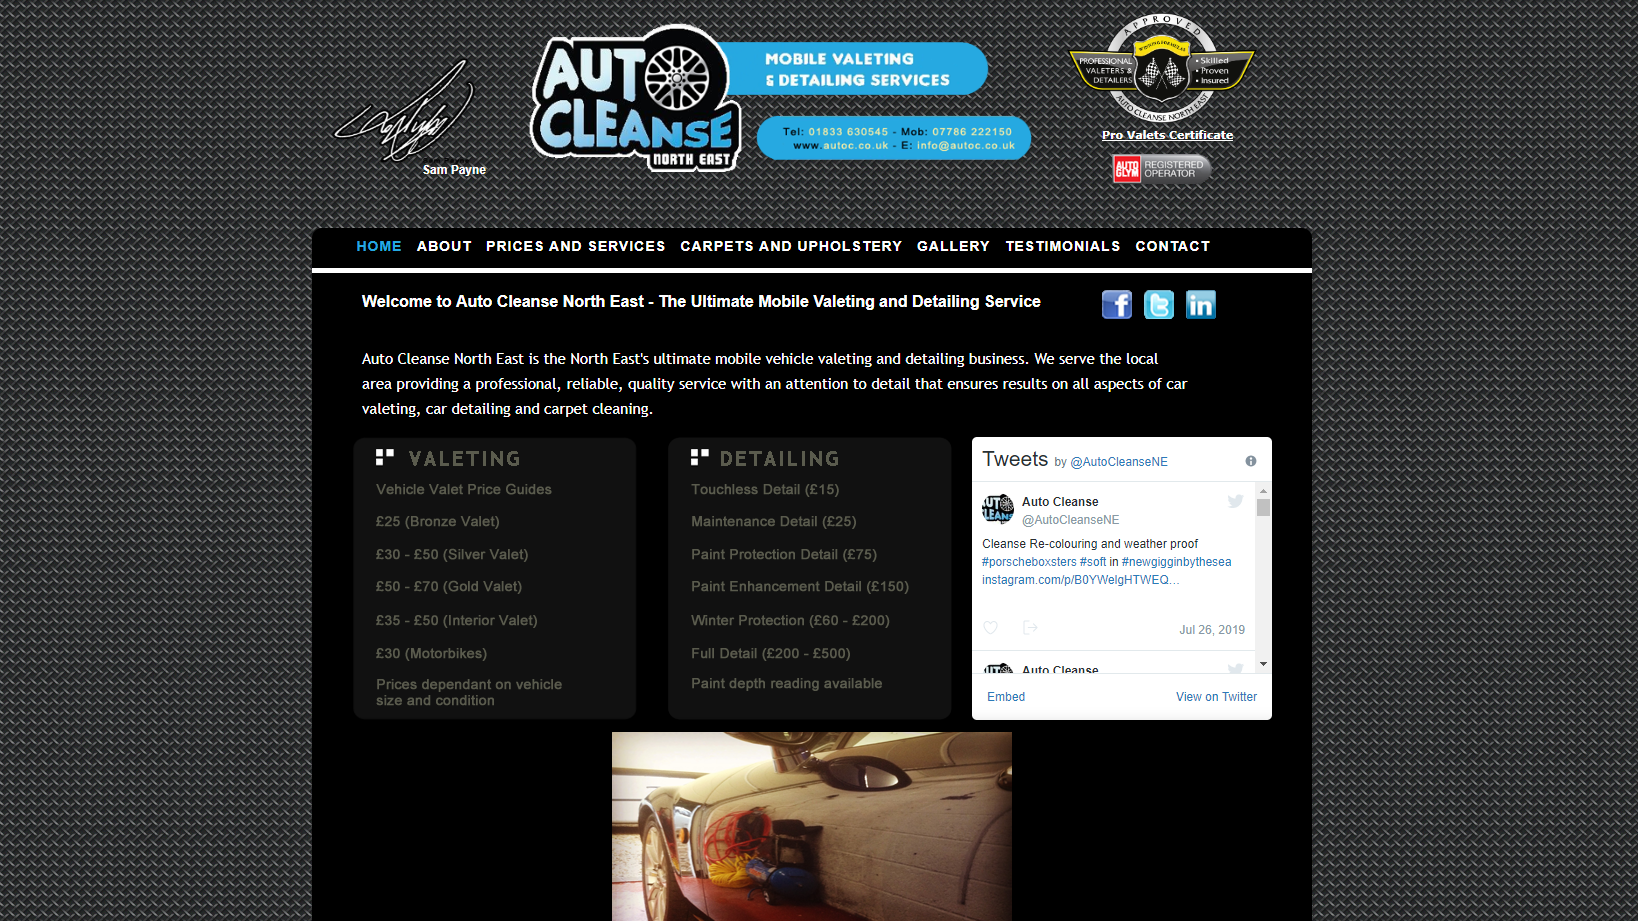 Sam Payne
AUTO
CLEANSE
NORTH EAST
MOBILE VALETING
& DETAILING SERVICES
Tel: 01833 630545 - Mob: 07786 222150
www.autoc.co.uk - E: info@autoc.co.uk
APPROVED
PROFESSIONAL
VALETERS &
DETAILERS
• Skilled
• Proven
• Insured
AUTO CLEANSE NORTH EAST
Pro Valets Certificate
AUTO
GLYM
REGISTERED
OPERATOR
HOME ABOUT PRICES AND SERVICES CARPETS AND UPHOLSTERY GALLERY TESTIMONIALS CONTACT
Welcome to Auto Cleanse North East - The Ultimate Mobile Valeting and Detailing Service
Auto Cleanse North East is the North East's ultimate mobile vehicle valeting and detailing business. We serve the local
area providing a professional, reliable, quality service with an attention to detail that ensures results on all aspects of car
valeting, car detailing and carpet cleaning.
VALETING
Vehicle Valet Price Guides
£25 (Bronze Valet)
£30 - £50 (Silver Valet)
£50 - £70 (Gold Valet)
£35 - £50 (Interior Valet)
£30 (Motorbikes)
Prices dependant on vehicle
size and condition
DETAILING
Touchless Detail (£15)
Maintenance Detail (£25)
Paint Protection Detail (£75)
Paint Enhancement Detail (£150)
Winter Protection (£60 - £200)
Full Detail (£200 - £500)
Paint depth reading available
Tweets by @AutoCleanseNE
Auto Cleanse
@AutoCleanseNE
Cleanse Re-colouring and weather proof
#porscheboxsters #soft in #newgigginbythesea
instagram.com/p/B0YWelgHTWEQ…
Jul 26, 2019
Auto Cleanse
Embed View on Twitter